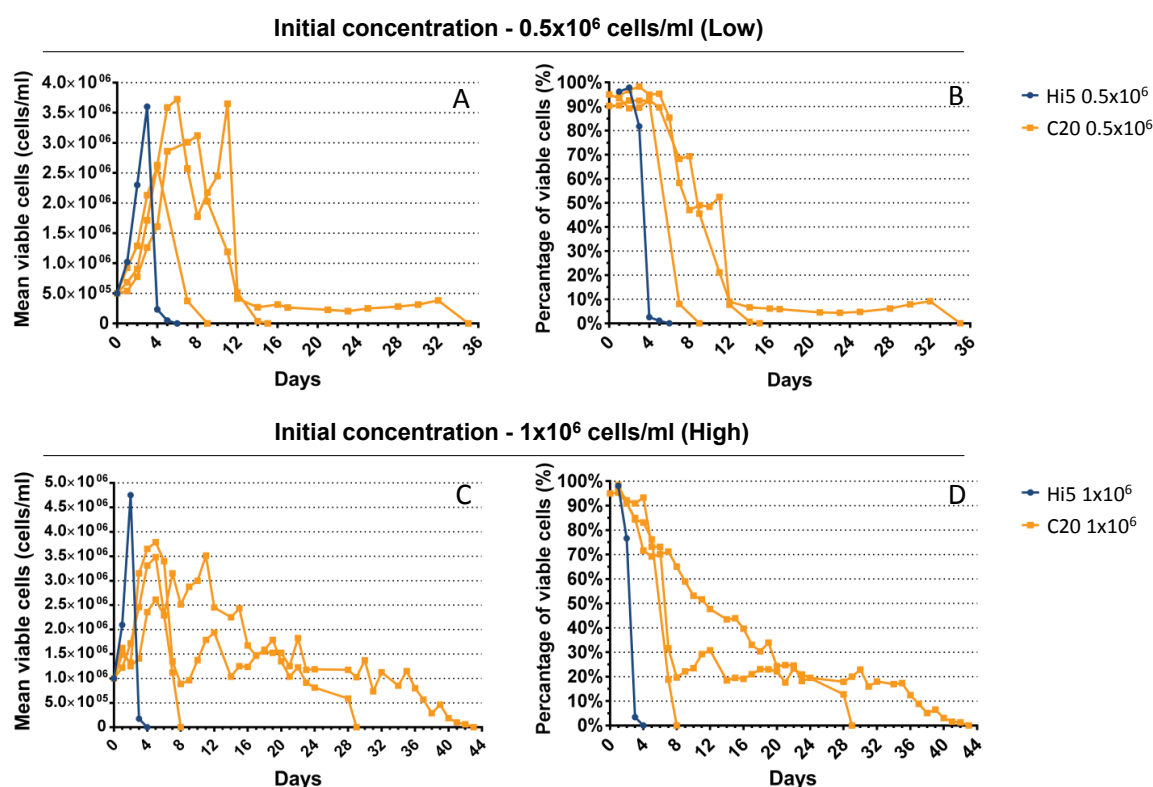 Initial concentration - 0.5x10⁶ cells/ml (Low)
A
Mean viable cells (cells/ml)
4.0×10⁰⁶
3.5×10⁰⁶
3.0×10⁰⁶
2.5×10⁰⁶
2.0×10⁰⁶
1.5×10⁰⁶
1.0×10⁰⁶
5.0×10⁰⁵
0
0 4 8 12 16 20 24 28 32 36
Days
B
Percentage of viable cells (%)
100%
90%
80%
70%
60%
50%
40%
30%
20%
10%
0%
0 4 8 12 16 20 24 28 32 36
Days
Hi5 0.5x10⁶
C20 0.5x10⁶
Initial concentration - 1x10⁶ cells/ml (High)
C
Mean viable cells (cells/ml)
5.0×10⁰⁶
4.5×10⁰⁶
4.0×10⁰⁶
3.5×10⁰⁶
3.0×10⁰⁶
2.5×10⁰⁶
2.0×10⁰⁶
1.5×10⁰⁶
1.0×10⁰⁶
5.0×10⁰⁵
0
0 4 8 12 16 20 24 28 32 36 40 44
Days
D
Percentage of viable cells (%)
100%
90%
80%
70%
60%
50%
40%
30%
20%
10%
0%
0 4 8 12 16 20 24 28 32 36 40 44
Days
Hi5 1x10⁶
C20 1x10⁶